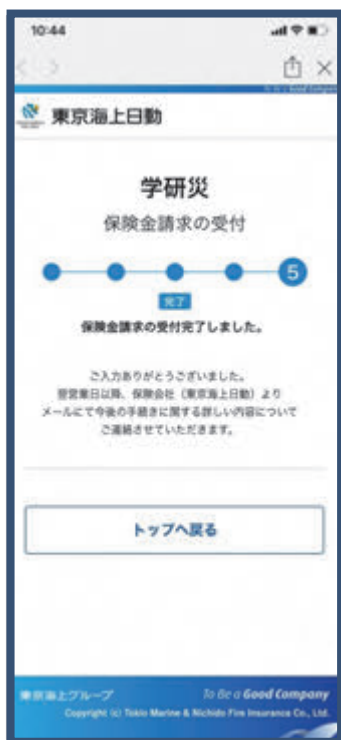 10:44
To Be a Good Company
東京海上日動
学研災
保険金請求の受付
5
完了
保険金請求の受付完了しました。
ご入力ありがとうございました。
翌営業日以降、保険会社（東京海上日動）より
メールにて今後の手続きに関する詳しい内容について
ご連絡させていただきます。
トップへ戻る
東京海上グループ
To Be a Good Company
Copyright (c) Tokio Marine & Nichido Fire Insurance Co., Ltd.